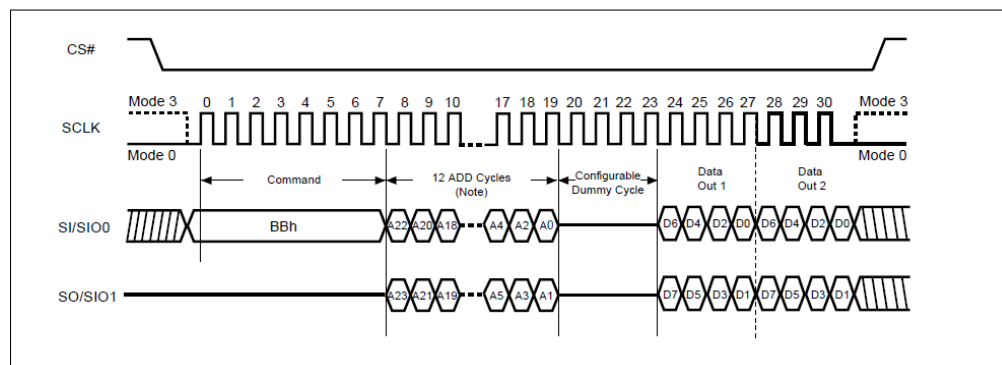 CS#
Mode 3 0 1 2 3 4 5 6 7 8 9 10 17 18 19 20 21 22 23 24 25 26 27 28 29 30 Mode 3
SCLK
Mode 0 Mode 0
Command 12 ADD Cycles (Note) Configurable Dummy Cycle Data Out 1 Data Out 2
SI/SIO0 BBh A22 A20 A18 A4 A2 A0 D6 D4 D2 D0 D6 D4 D2 D0
SO/SIO1 A23 A21 A19 A5 A3 A1 D7 D5 D3 D1 D7 D5 D3 D1